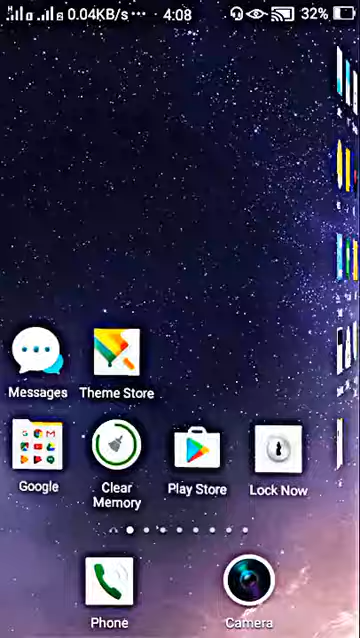 0.04KB/s ... 4:08 32%
Messages Theme Store
Google Clear Memory Play Store Lock Now
Phone Camera